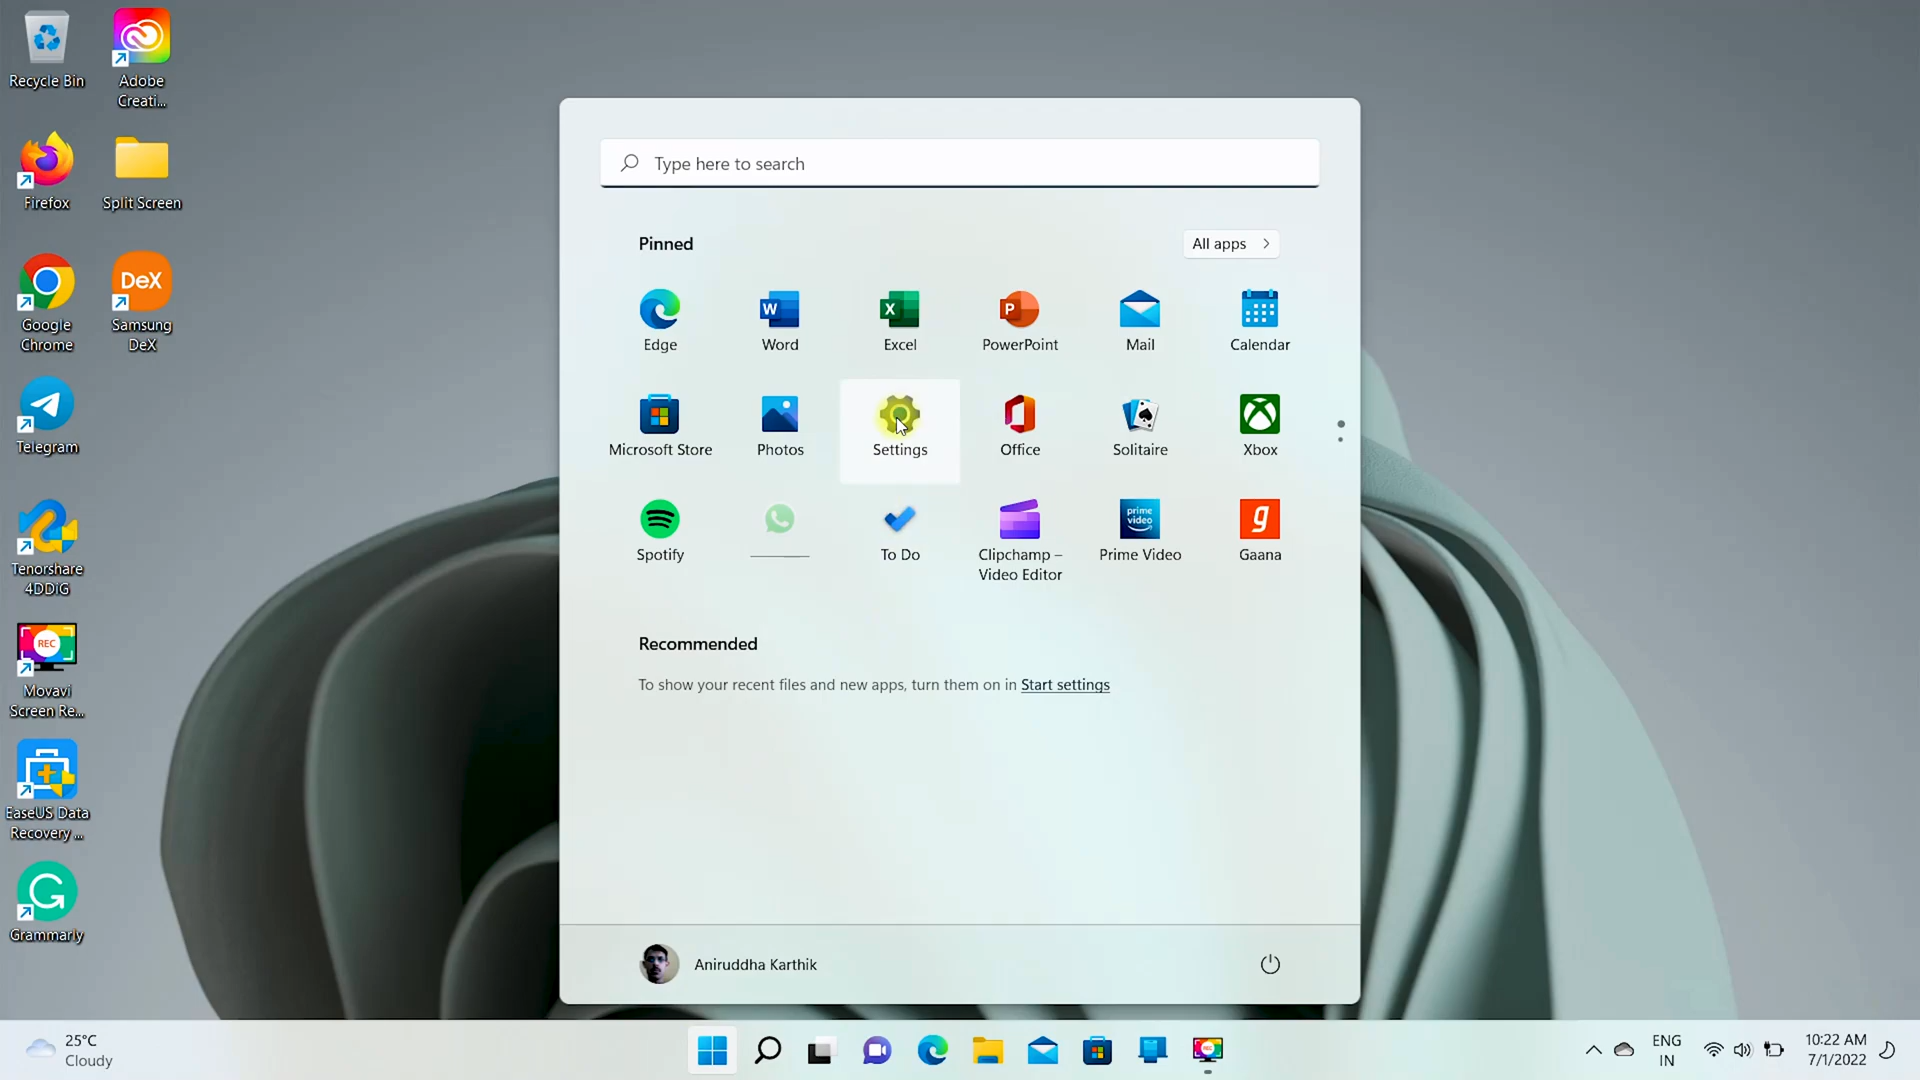 Recycle Bin
Adobe
Creati...
Firefox
Split Screen
Google
Chrome
DeX
Samsung
DeX
Telegram
Tenorshare
4DDiG
REC
Movavi
Screen Re...
EaseUS Data
Recovery ...
G
Grammarly
Type here to search
Pinned
All apps
Edge
W
Word
X
Excel
P
PowerPoint
Mail
Calendar
Microsoft Store
Photos
Settings
Office
Solitaire
Xbox
Spotify
To Do
Clipchamp –
Video Editor
prime
video
Prime Video
g
Gaana
Recommended
To show your recent files and new apps, turn them on in Start settings
Aniruddha Karthik
25°C
Cloudy
REC
ENG
IN
10:22 AM
7/1/2022